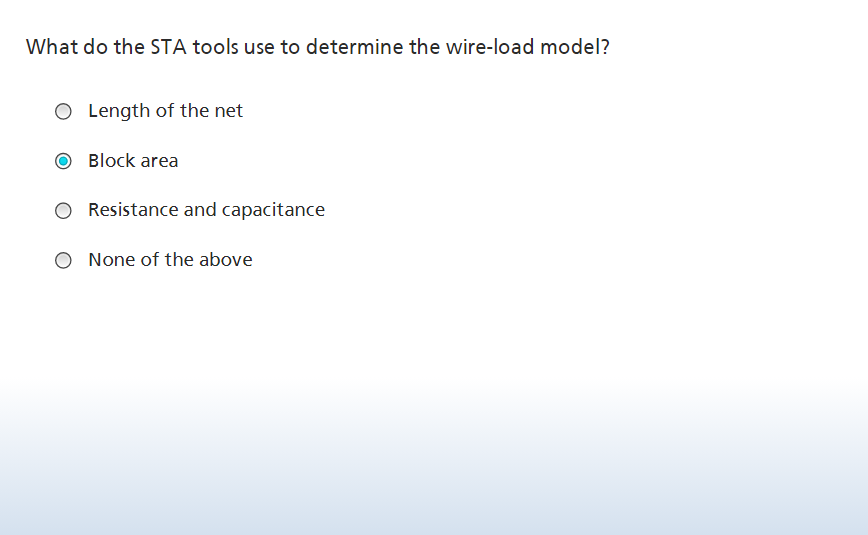 What do the STA tools use to determine the wire-load model?
Length of the net
Block area
Resistance and capacitance
None of the above